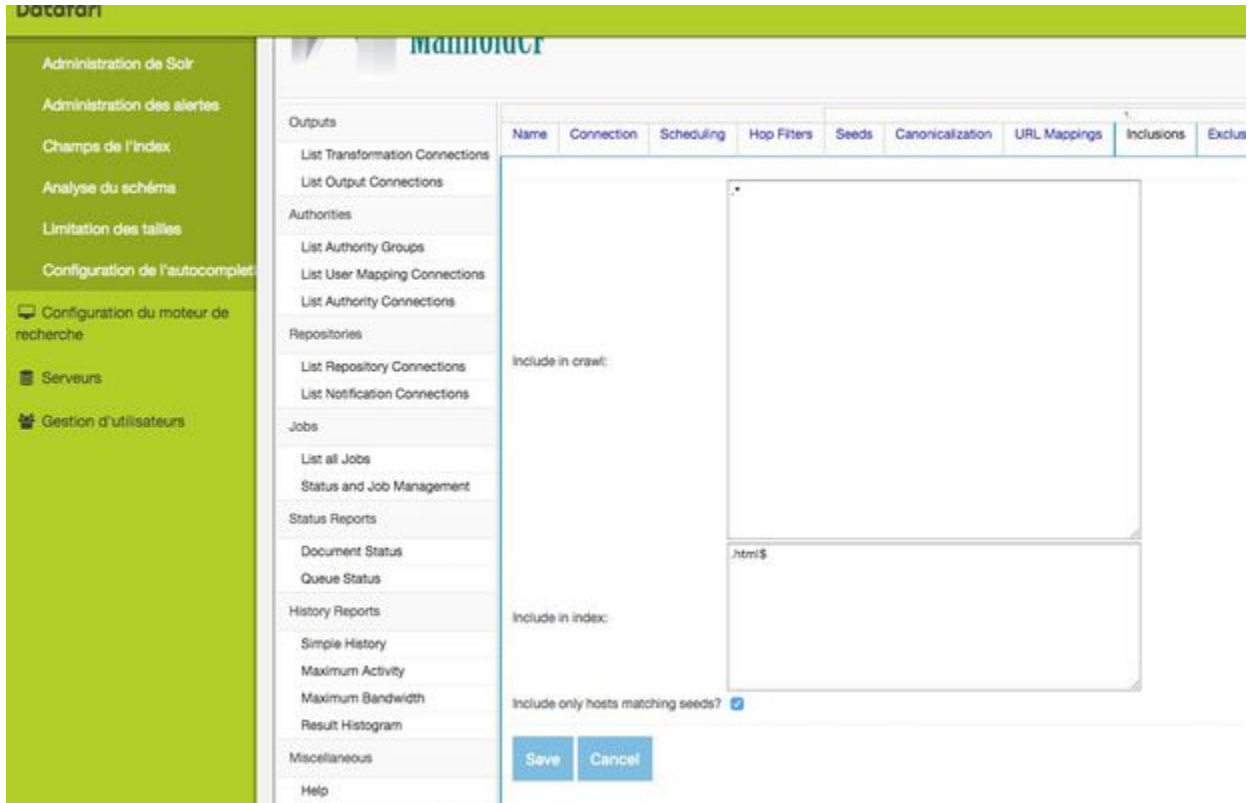 Datafari
Administration de Solr
Administration des alertes
Champs de l'index
Analyse du schéma
Limitation des tailles
Configuration de l'autocomplet
Configuration du moteur de
recherche
Serveurs
Gestion d'utilisateurs
Outputs
List Transformation Connections
List Output Connections
Authorities
List Authority Groups
List User Mapping Connections
List Authority Connections
Repositories
List Repository Connections
List Notification Connections
Jobs
List all Jobs
Status and Job Management
Status Reports
Document Status
Queue Status
History Reports
Simple History
Maximum Activity
Maximum Bandwidth
Result Histogram
Miscellaneous
Help
Name Connection Scheduling Hop Filters Seeds Canonicalization URL Mappings Inclusions Exclus
Include in crawl:
.*
Include in index:
.html$
Include only hosts matching seeds?
Save Cancel